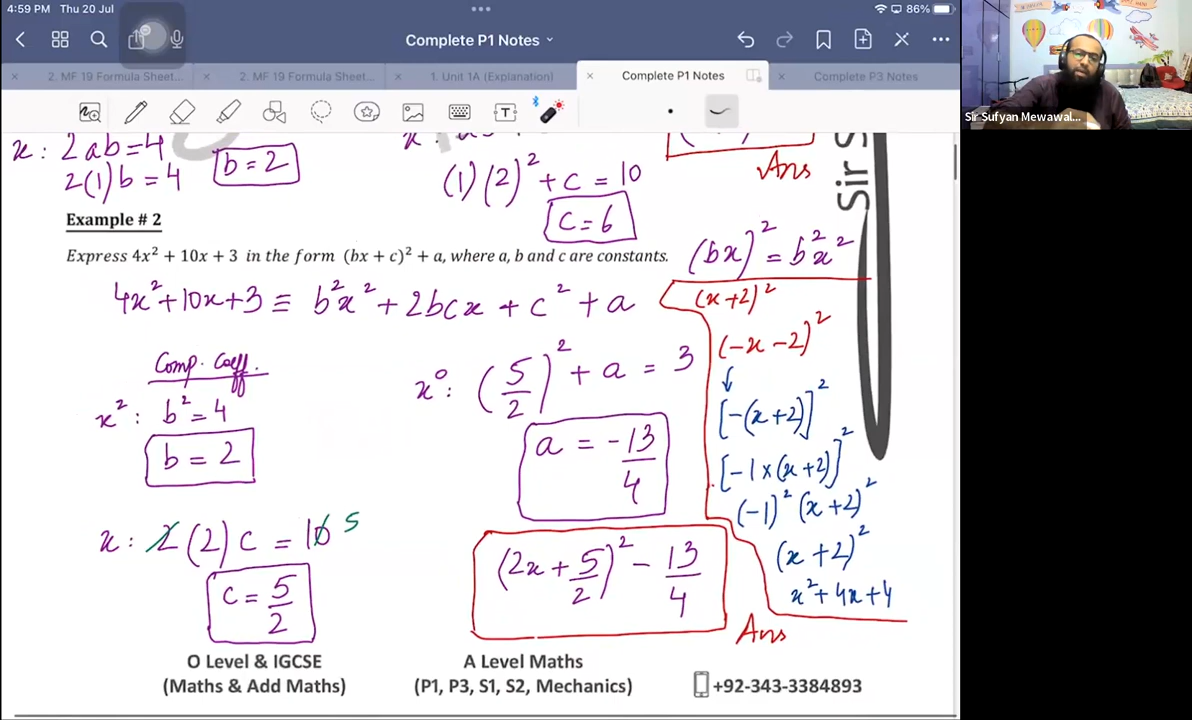 4:59 PM Thu 20 Jul
86%
Complete P1 Notes
2. MF 19 Formula Sheet...
2. MF 19 Formula Sheet...
1. Unit 1A (Explanation)
Complete P1 Notes
Complete P3 Notes
Sir Sufyan Mewawal...
x: 2ab=4
2(1)b = 4
b = 2
(1)(2)² + c = 10
c = 6
Ans
Sir S
Example # 2
Express 4x² + 10x + 3 in the form (bx + c)² + a, where a, b and c are constants.
(bx)² = b²x²
4x²+10x+3 ≡ b²x² + 2bcx + c² + a
Comp. Coeff.
x²: b² = 4
b = 2
x: 2(2)c = 10 5
c = 5/2
x⁰: (5/2)² + a = 3
a = -13/4
(2x + 5/2)² - 13/4
Ans
(x+2)²
(-x-2)²
↓
[-(x+2)]²
[-1×(x+2)]²
(-1)²(x+2)²
(x+2)²
x²+4x+4
O Level & IGCSE
(Maths & Add Maths)
A Level Maths
(P1, P3, S1, S2, Mechanics)
+92-343-3384893